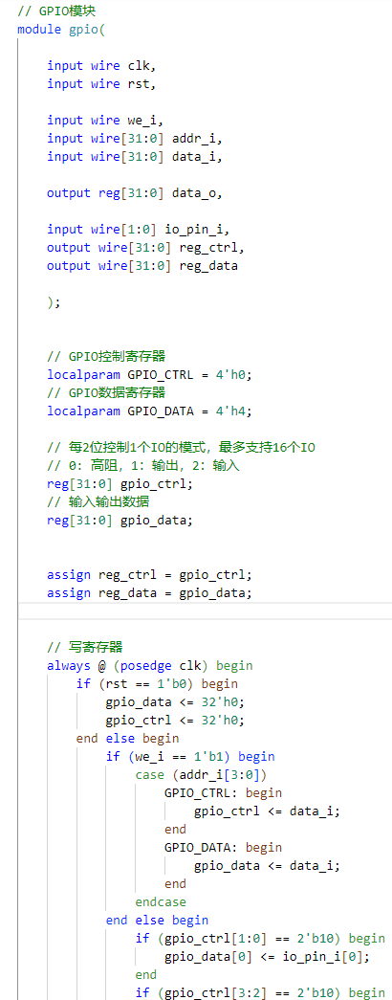 // GPIO模块
module gpio(
input wire clk,
input wire rst,
input wire we_i,
input wire[31:0] addr_i,
input wire[31:0] data_i,
output reg[31:0] data_o,
input wire[1:0] io_pin_i,
output wire[31:0] reg_ctrl,
output wire[31:0] reg_data
);
// GPIO控制寄存器
localparam GPIO_CTRL = 4'h0;
// GPIO数据寄存器
localparam GPIO_DATA = 4'h4;
// 每2位控制1个IO的模式，最多支持16个IO
// 0: 高阻，1: 输出，2: 输入
reg[31:0] gpio_ctrl;
// 输入输出数据
reg[31:0] gpio_data;
assign reg_ctrl = gpio_ctrl;
assign reg_data = gpio_data;
// 写寄存器
always @ (posedge clk) begin
if (rst == 1'b0) begin
gpio_data <= 32'h0;
gpio_ctrl <= 32'h0;
end else begin
if (we_i == 1'b1) begin
case (addr_i[3:0])
GPIO_CTRL: begin
gpio_ctrl <= data_i;
end
GPIO_DATA: begin
gpio_data <= data_i;
end
endcase
end else begin
if (gpio_ctrl[1:0] == 2'b10) begin
gpio_data[0] <= io_pin_i[0];
end
if (gpio_ctrl[3:2] == 2'b10) begin